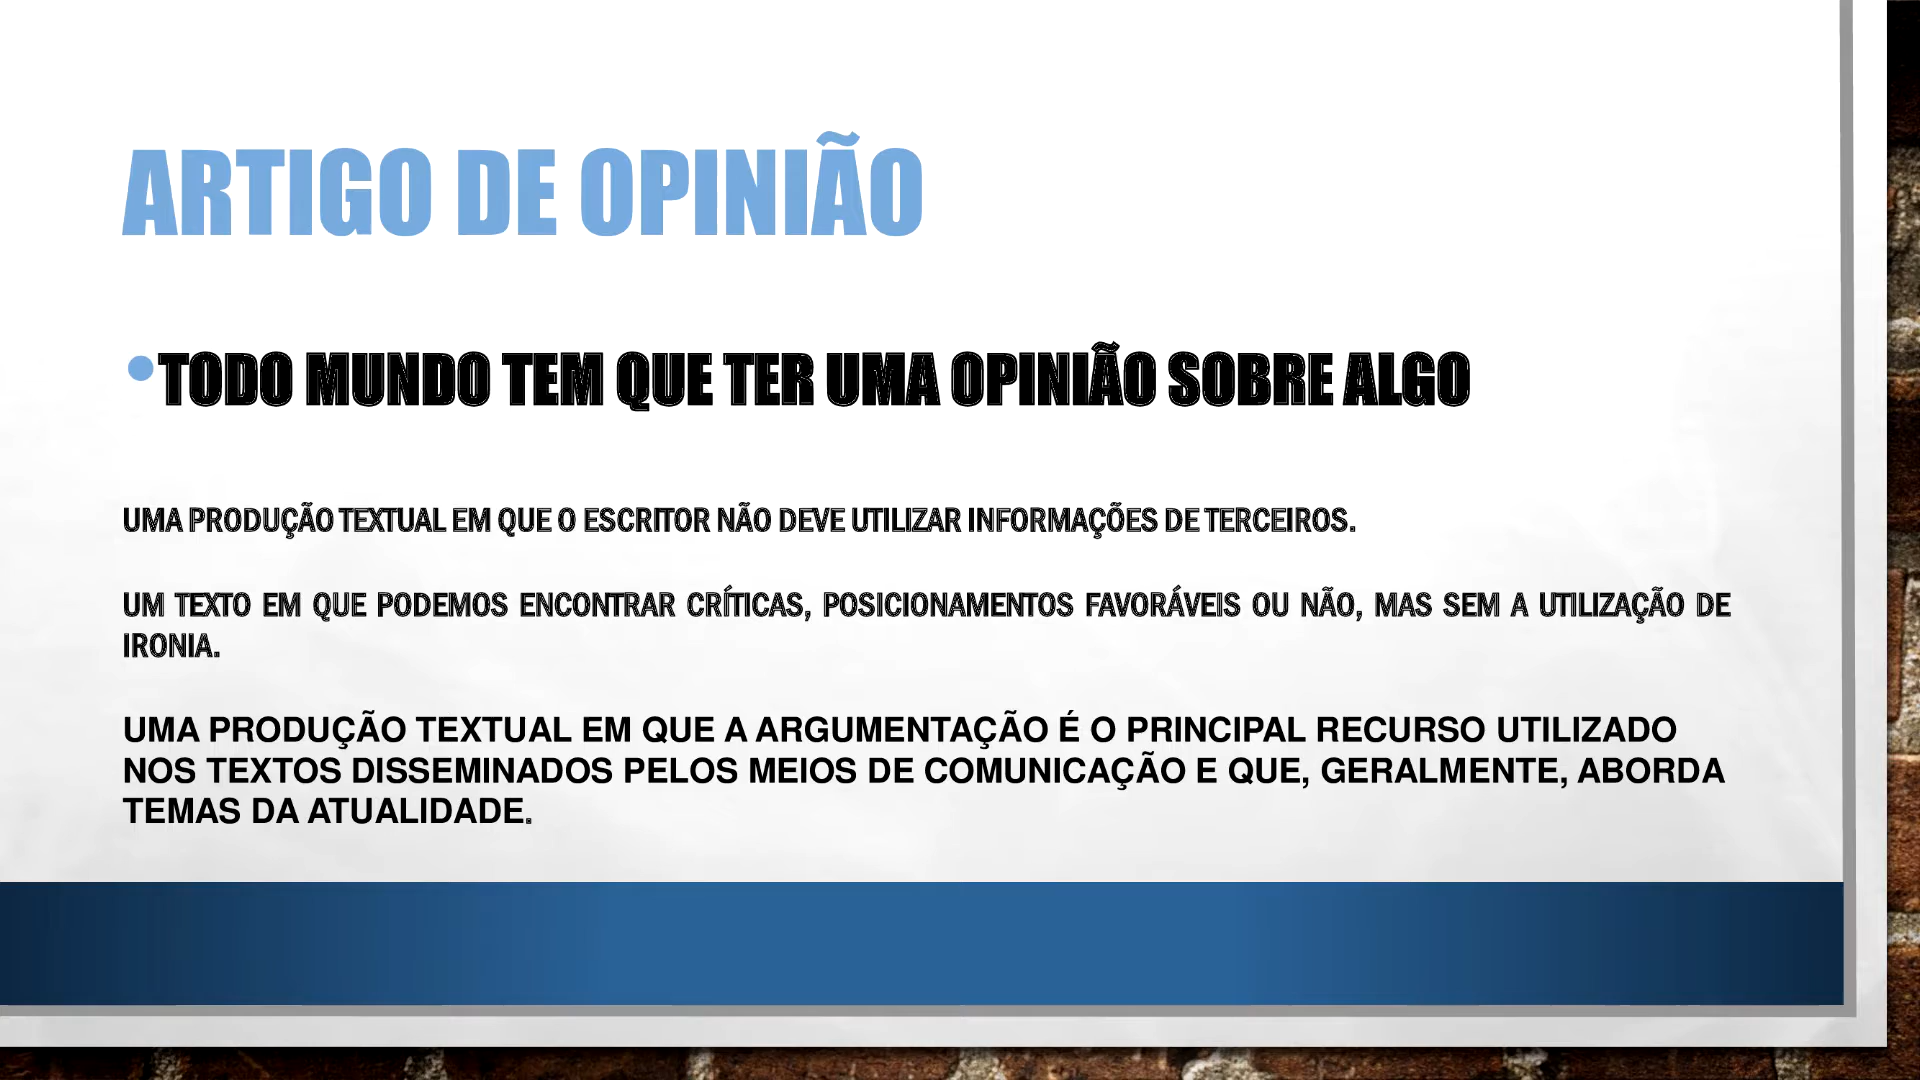 ARTIGO DE OPINIÃO
•TODO MUNDO TEM QUE TER UMA OPINIÃO SOBRE ALGO
UMA PRODUÇÃO TEXTUAL EM QUE O ESCRITOR NÃO DEVE UTILIZAR INFORMAÇÕES DE TERCEIROS.
UM TEXTO EM QUE PODEMOS ENCONTRAR CRÍTICAS, POSICIONAMENTOS FAVORÁVEIS OU NÃO, MAS SEM A UTILIZAÇÃO DE
IRONIA.
UMA PRODUÇÃO TEXTUAL EM QUE A ARGUMENTAÇÃO É O PRINCIPAL RECURSO UTILIZADO
NOS TEXTOS DISSEMINADOS PELOS MEIOS DE COMUNICAÇÃO E QUE, GERALMENTE, ABORDA
TEMAS DA ATUALIDADE.